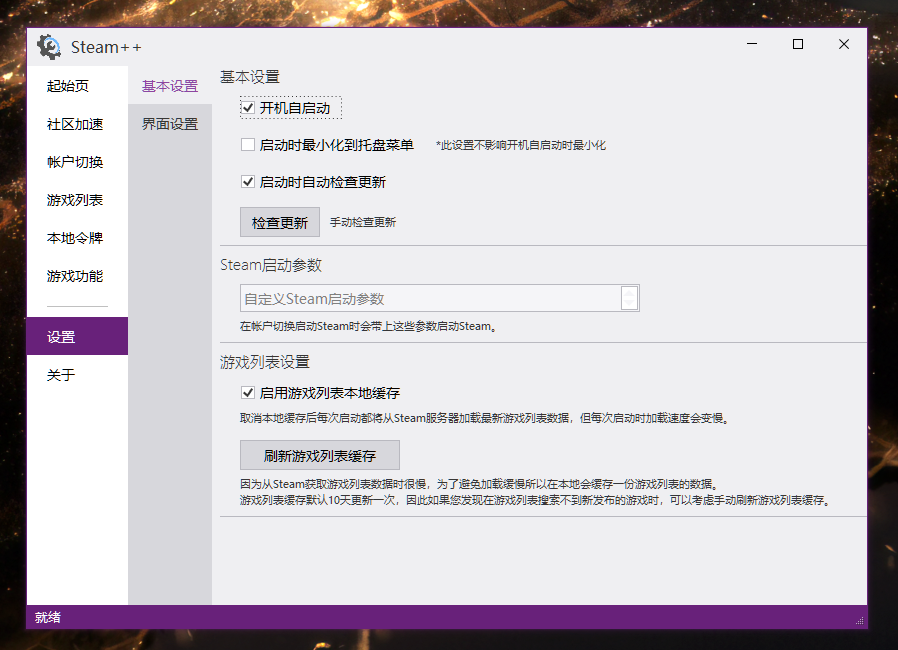 Steam++
起始页
社区加速
帐户切换
游戏列表
本地令牌
游戏功能
设置
关于
基本设置
界面设置
基本设置
开机自启动
启动时最小化到托盘菜单 *此设置不影响开机自启动时最小化
启动时自动检查更新
检查更新 手动检查更新
Steam启动参数
自定义Steam启动参数
在帐户切换启动Steam时会带上这些参数启动Steam。
游戏列表设置
启用游戏列表本地缓存
取消本地缓存后每次启动都将从Steam服务器加载最新游戏列表数据，但每次启动时加载速度会变慢。
刷新游戏列表缓存
因为从Steam获取游戏列表数据时很慢，为了避免加载缓慢所以在本地会缓存一份游戏列表的数据。
游戏列表缓存默认10天更新一次，因此如果您发现在游戏列表搜索不到新发布的游戏时，可以考虑手动刷新游戏列表缓存。
就绪